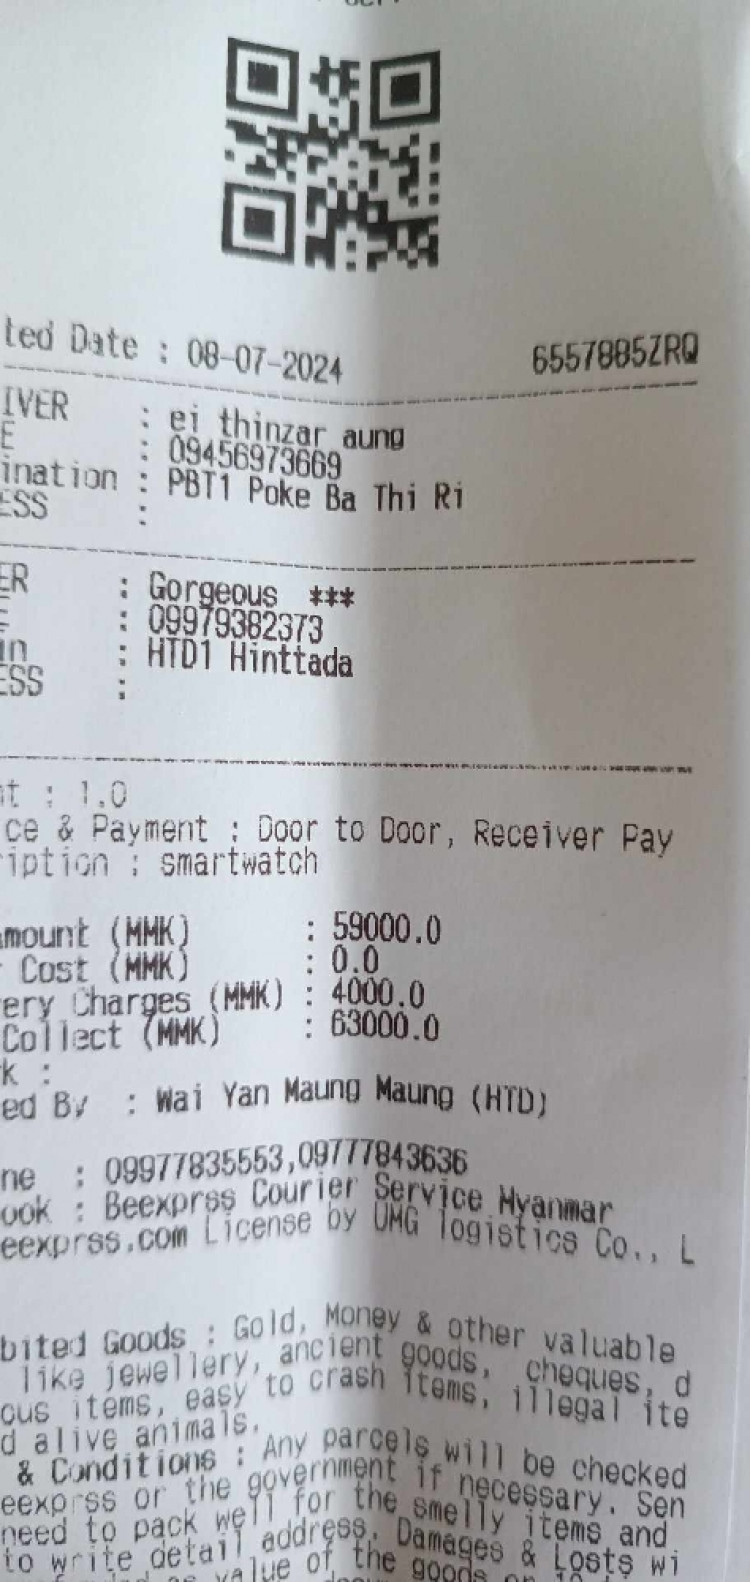 ted Date : 08-07-2024 6557885ZRQ
IVER : ei thinzar aung
E : 09456973669
ination : PBT1 Poke Ba Thi Ri
ESS :
ER : Gorgeous ***
E : 09979382373
in : HTD1 Hinttada
ESS :
nt : 1.0
ce & Payment : Door to Door, Receiver Pay
ription : smartwatch
mount (MMK) : 59000.0
Cost (MMK) : 0.0
ery Charges (MMK) : 4000.0
Collect (MMK) : 63000.0
k :
ed By : Wai Yan Maung Maung (HTD)
ne : 09977835553,09777843636
ook : Beexprss Courier Service Myanmar
eexprss.com License by UMG logistics Co., L
bited Goods : Gold, Money & other valuable
like jewellery, ancient goods, cheques, d
ous items, easy to crash items, illegal ite
d alive animals.
& Conditions : Any parcels will be checked
eexprss or the government if necessary. Sen
need to pack well for the smelly items and
to write detail address. Damages & Losts wi
value of the goods